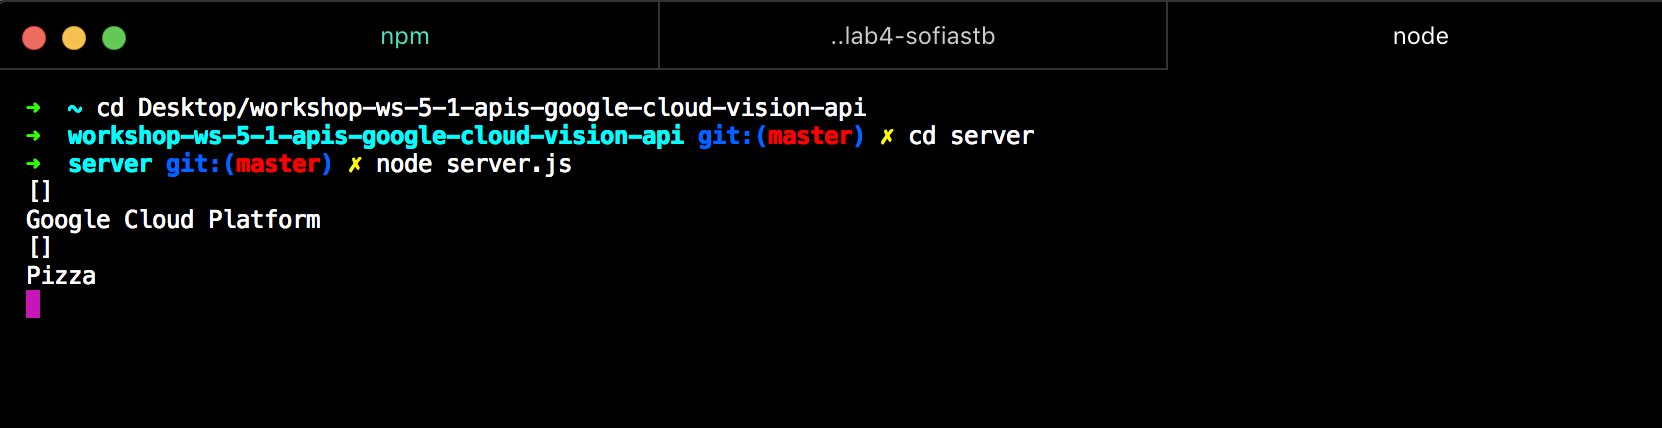 npm ..lab4-sofiastb node
➜ ~ cd Desktop/workshop-ws-5-1-apis-google-cloud-vision-api
➜ workshop-ws-5-1-apis-google-cloud-vision-api git:(master) ✗ cd server
➜ server git:(master) ✗ node server.js
[]
Google Cloud Platform
[]
Pizza